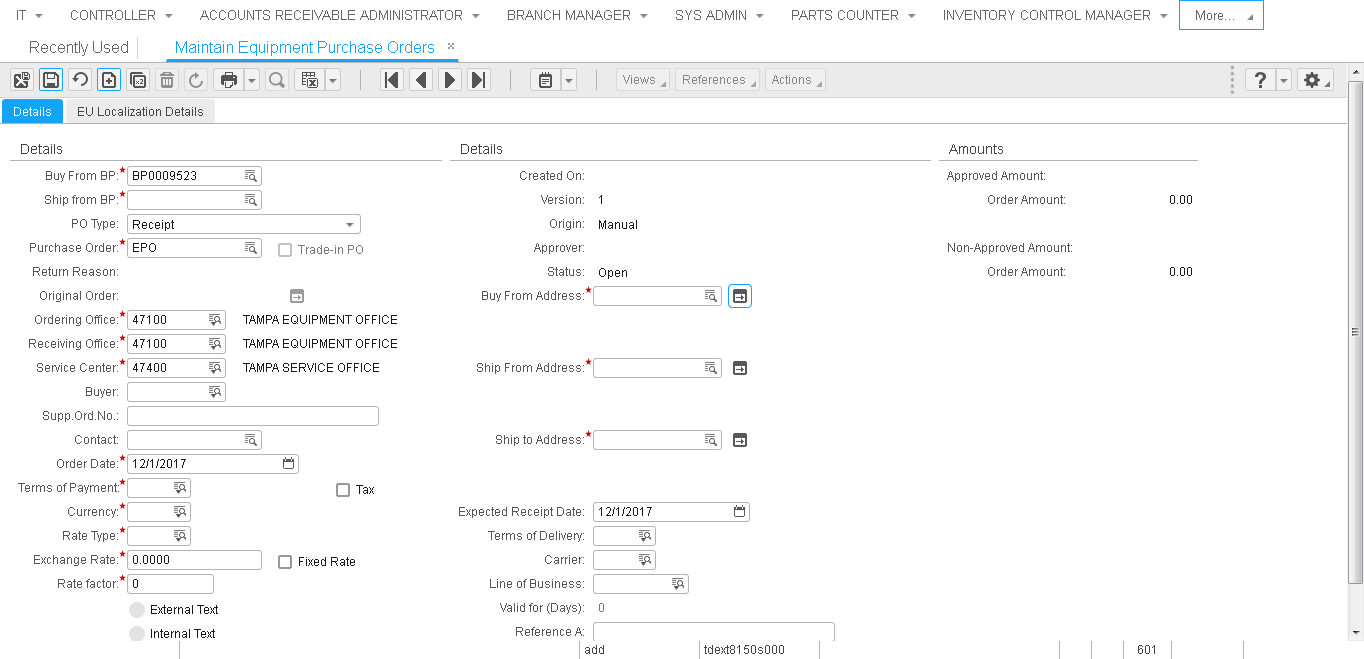 IT CONTROLLER ACCOUNTS RECEIVABLE ADMINISTRATOR BRANCH MANAGER SYS ADMIN PARTS COUNTER INVENTORY CONTROL MANAGER More...
Recently Used Maintain Equipment Purchase Orders ×
Views References Actions ?
Details EU Localization Details
Details Details Amounts
Buy From BP:* BP0009523 Created On: Approved Amount:
Ship from BP:* Version: 1 Order Amount: 0.00
PO Type: Receipt Origin: Manual
Purchase Order:* EPO Trade-in PO Approver: Non-Approved Amount:
Return Reason: Status: Open Order Amount: 0.00
Original Order: Buy From Address:*
Ordering Office:* 47100 TAMPA EQUIPMENT OFFICE
Receiving Office:* 47100 TAMPA EQUIPMENT OFFICE
Service Center:* 47400 TAMPA SERVICE OFFICE Ship From Address:*
Buyer:
Supp.Ord.No.:
Contact: Ship to Address:*
Order Date:* 12/1/2017
Terms of Payment:* Tax
Currency:* Expected Receipt Date: 12/1/2017
Rate Type:* Terms of Delivery:
Exchange Rate:* 0.0000 Fixed Rate Carrier:
Rate factor:* 0 Line of Business:
External Text Valid for (Days): 0
Internal Text Reference A:
add tdext8150s000 601